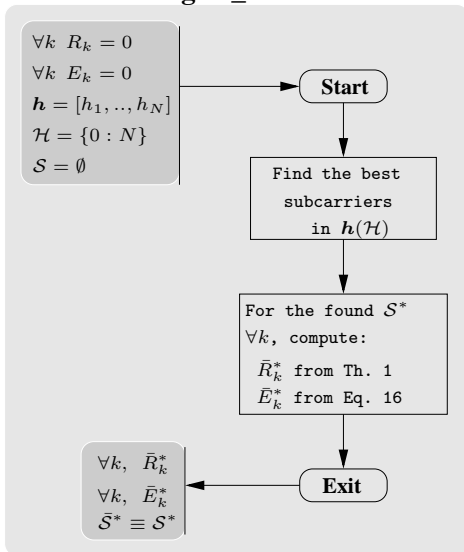 ∀k R_k = 0
∀k E_k = 0
h = [h_1, .., h_N]
ℋ = {0 : N}
𝒮 = ∅
Start
Find the best
subcarriers
in h(ℋ)
For the found 𝒮*
∀k, compute:
R̄*_k from Th. 1
Ē*_k from Eq. 16
∀k, R̄*_k
∀k, Ē*_k
𝒮̄* ≡ 𝒮*
Exit